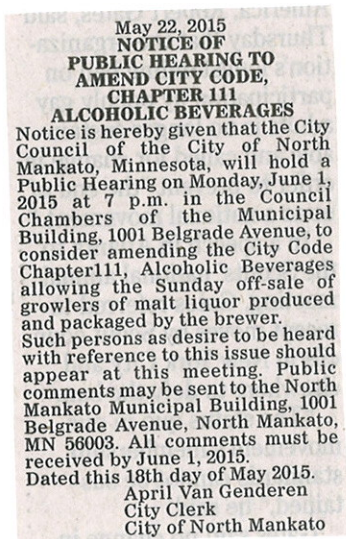 May 22, 2015
NOTICE OF
PUBLIC HEARING TO
AMEND CITY CODE,
CHAPTER 111
ALCOHOLIC BEVERAGES
Notice is hereby given that the City
Council of the City of North
Mankato, Minnesota, will hold a
Public Hearing on Monday, June 1,
2015 at 7 p.m. in the Council
Chambers of the Municipal
Building, 1001 Belgrade Avenue, to
consider amending the City Code
Chapter111, Alcoholic Beverages
allowing the Sunday off-sale of
growlers of malt liquor produced
and packaged by the brewer.
Such persons as desire to be heard
with reference to this issue should
appear at this meeting. Public
comments may be sent to the North
Mankato Municipal Building, 1001
Belgrade Avenue, North Mankato,
MN 56003. All comments must be
received by June 1, 2015.
Dated this 18th day of May 2015.
April Van Genderen
City Clerk
City of North Mankato